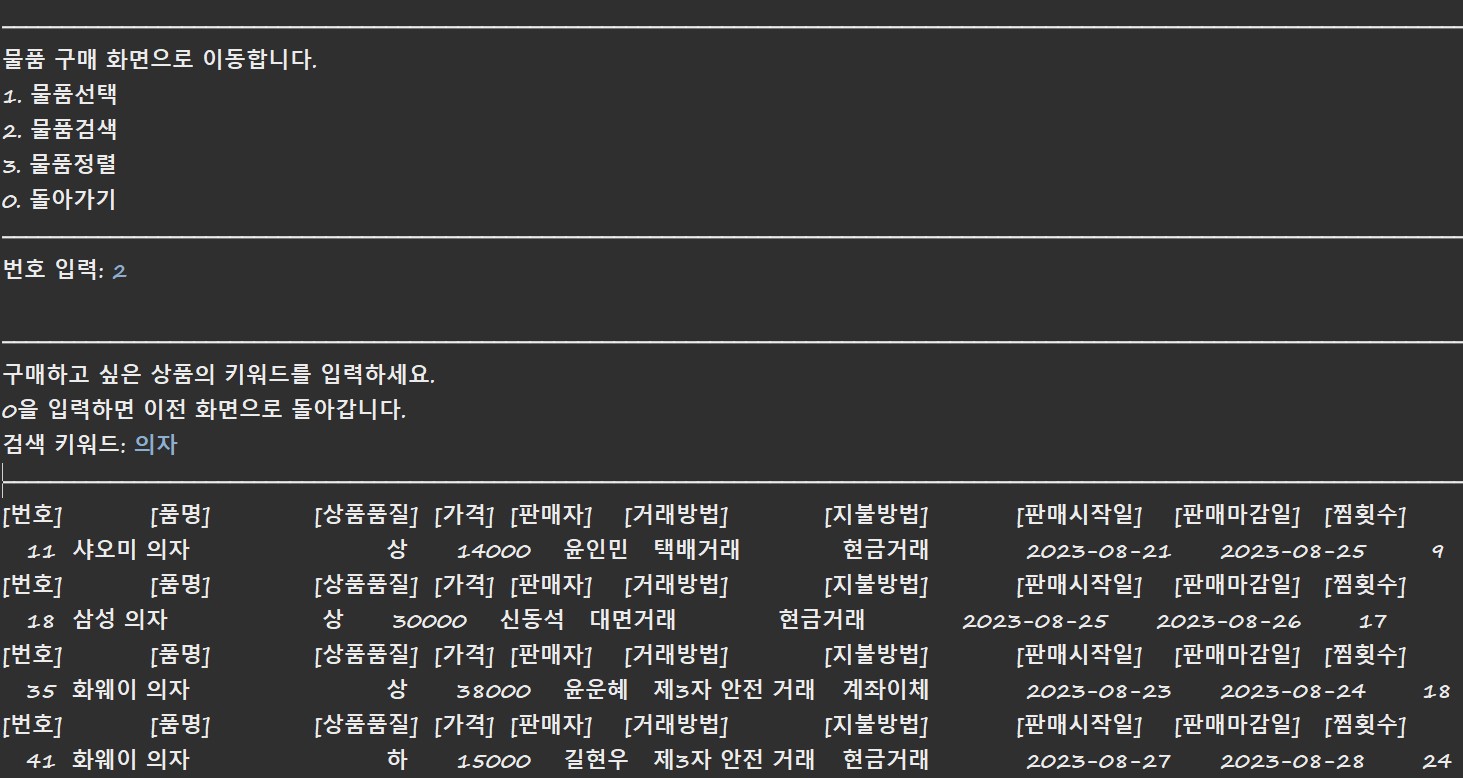 물품 구매 화면으로 이동합니다.
1. 물품선택
2. 물품검색
3. 물품정렬
0. 돌아가기
번호 입력: 2
구매하고 싶은 상품의 키워드를 입력하세요.
0을 입력하면 이전 화면으로 돌아갑니다.
검색 키워드: 의자
[번호] [품명] [상품품질] [가격] [판매자] [거래방법] [지불방법] [판매시작일] [판매마감일] [찜횟수]
11 샤오미 의자 상 14000 윤인민 택배거래 현금거래 2023-08-21 2023-08-25 9
[번호] [품명] [상품품질] [가격] [판매자] [거래방법] [지불방법] [판매시작일] [판매마감일] [찜횟수]
18 삼성 의자 상 30000 신동석 대면거래 현금거래 2023-08-25 2023-08-26 17
[번호] [품명] [상품품질] [가격] [판매자] [거래방법] [지불방법] [판매시작일] [판매마감일] [찜횟수]
35 화웨이 의자 상 38000 윤운혜 제3자 안전 거래 계좌이체 2023-08-23 2023-08-24 18
[번호] [품명] [상품품질] [가격] [판매자] [거래방법] [지불방법] [판매시작일] [판매마감일] [찜횟수]
41 화웨이 의자 하 15000 길현우 제3자 안전 거래 현금거래 2023-08-27 2023-08-28 24